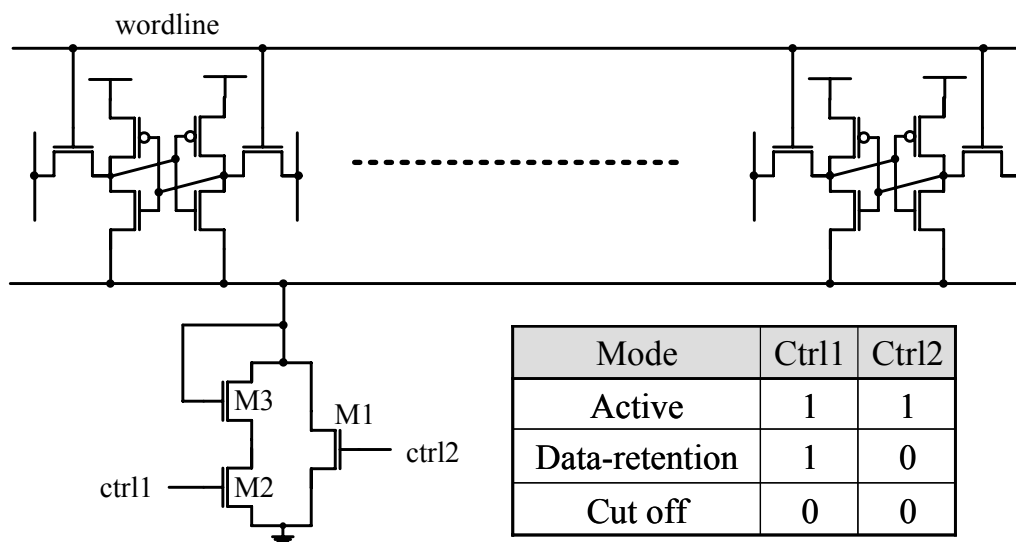 wordline
M3
M1
ctrl2
ctrl1
M2
Mode Ctrl1 Ctrl2
Active 1 1
Data-retention 1 0
Cut off 0 0